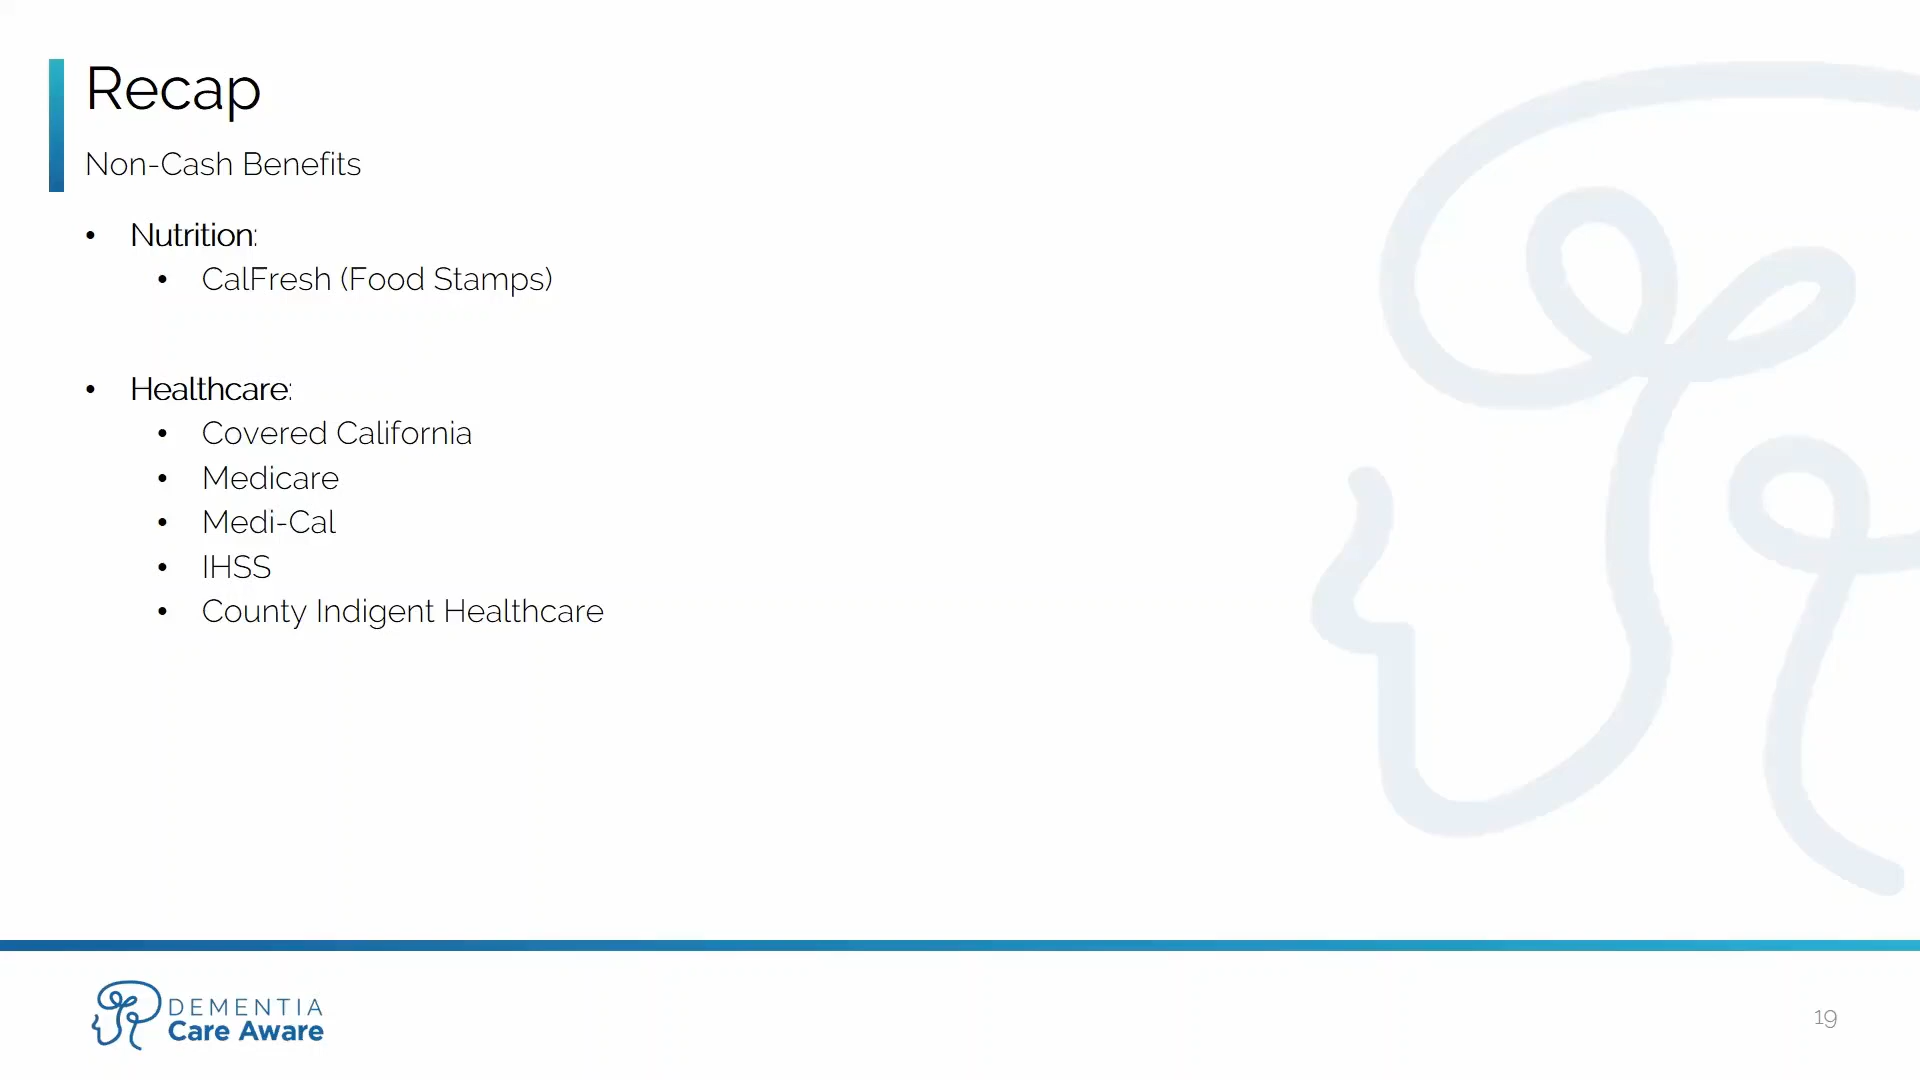 Recap
Non-Cash Benefits
• Nutrition:
• CalFresh (Food Stamps)
• Healthcare:
• Covered California
• Medicare
• Medi-Cal
• IHSS
• County Indigent Healthcare
DEMENTIA
Care Aware
19